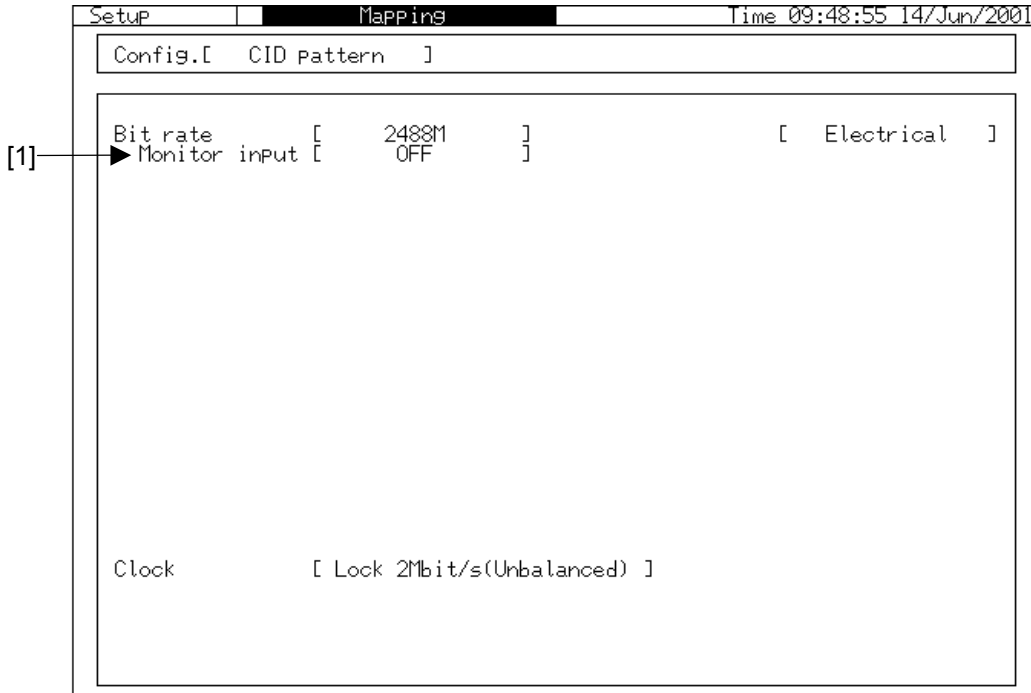 Setup Mapping Time 09:48:55 14/Jun/2001
Config.[ CID pattern ]
Bit rate [ 2488M ] [ Electrical ]
[1] Monitor input [ OFF ]
Clock [ Lock 2Mbit/s(Unbalanced) ]